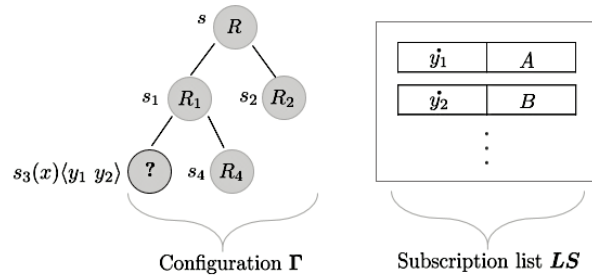 s R
s₁ R₁ s₂ R₂
s₃(x)⟨y₁ y₂⟩ ? s₄ R₄
Configuration Γ
ẏ₁ A
ẏ₂ B
⋮
Subscription list LS